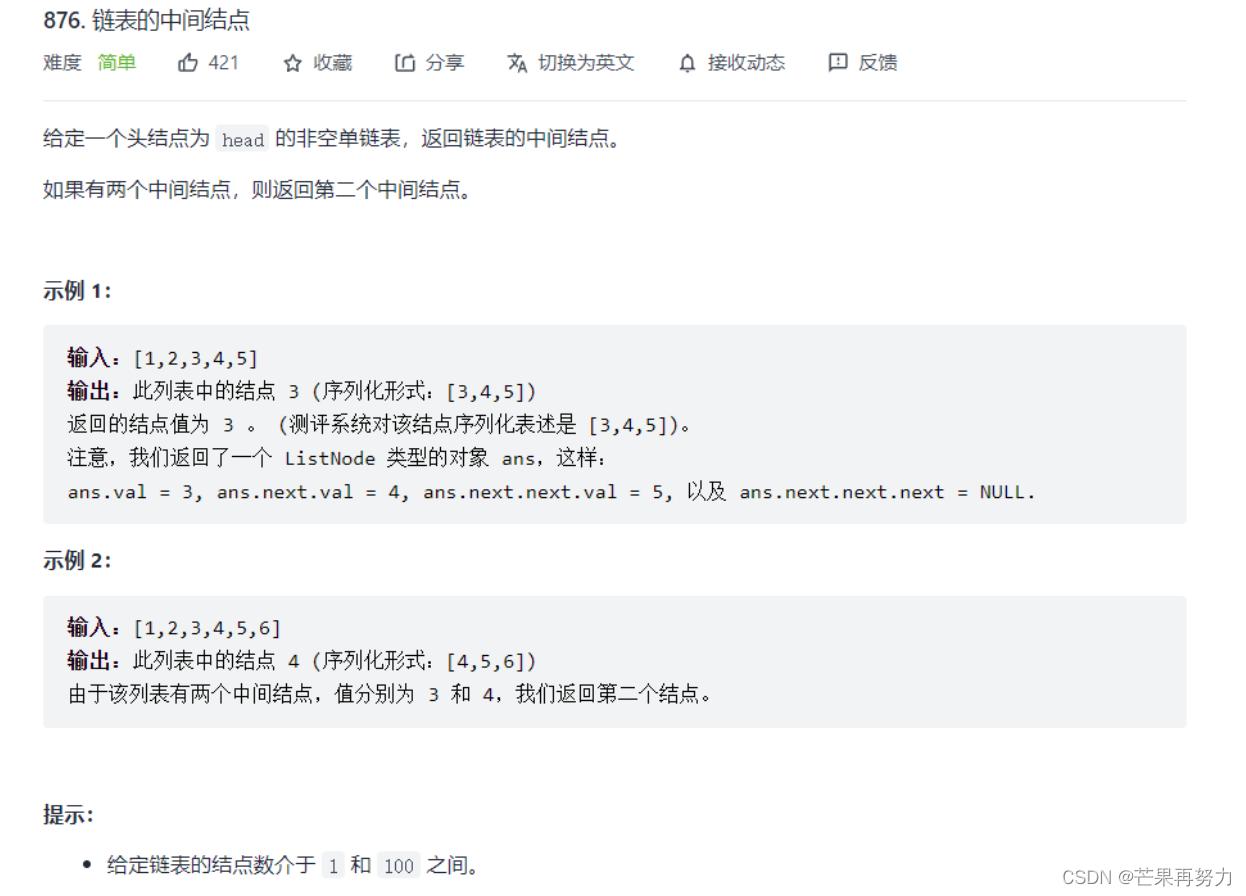 876. 链表的中间结点
难度 简单 421 收藏 分享 切换为英文 接收动态 反馈
给定一个头结点为 head 的非空单链表，返回链表的中间结点。
如果有两个中间结点，则返回第二个中间结点。
示例 1：
输入：[1,2,3,4,5]
输出：此列表中的结点 3 (序列化形式：[3,4,5])
返回的结点值为 3 。 (测评系统对该结点序列化表述是 [3,4,5])。
注意，我们返回了一个 ListNode 类型的对象 ans，这样：
ans.val = 3, ans.next.val = 4, ans.next.next.val = 5, 以及 ans.next.next.next = NULL.
示例 2：
输入：[1,2,3,4,5,6]
输出：此列表中的结点 4 (序列化形式：[4,5,6])
由于该列表有两个中间结点，值分别为 3 和 4，我们返回第二个结点。
提示：
• 给定链表的结点数介于 1 和 100 之间。
CSDN @芒果再努力